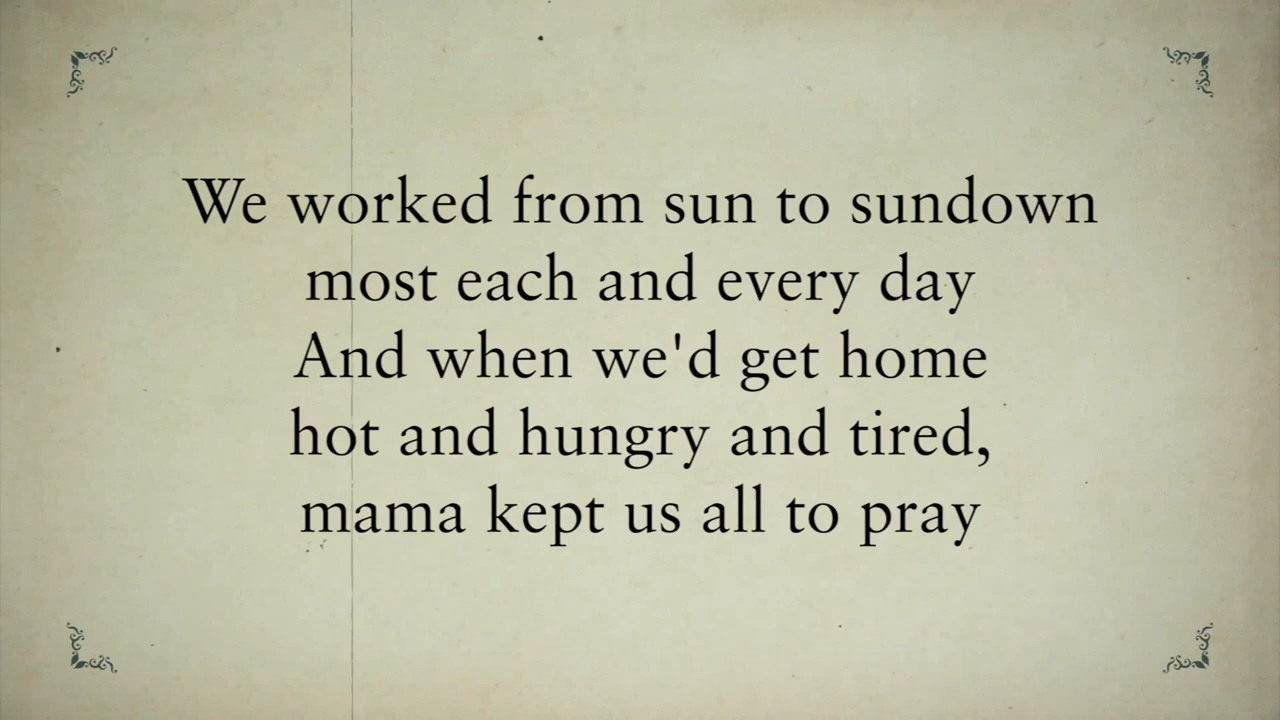 We worked from sun to sundown
most each and every day
And when we'd get home
hot and hungry and tired,
mama kept us all to pray